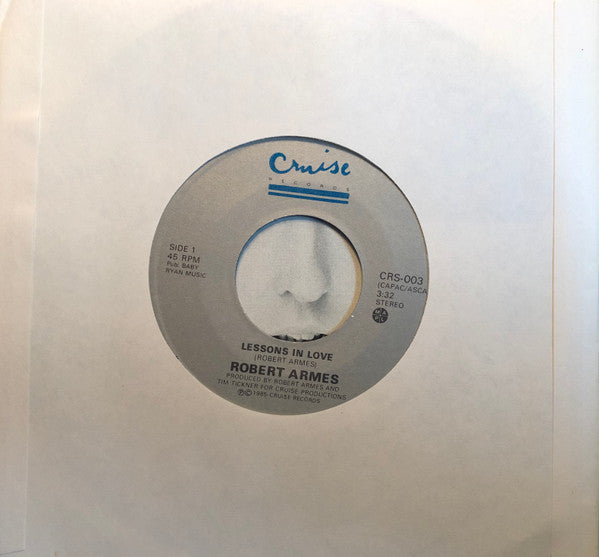 Cruise
RECORDS
SIDE 1
45 RPM
Pub: BABY
RYAN MUSIC
CRS-003
(CAPAC/ASCA
3:32
STEREO
LESSONS IN LOVE
(ROBERT ARMES)
ROBERT ARMES
PRODUCED BY ROBERT ARMES AND
TIM TICKNER FOR CRUISE PRODUCTIONS
℗©1985 CRUISE RECORDS